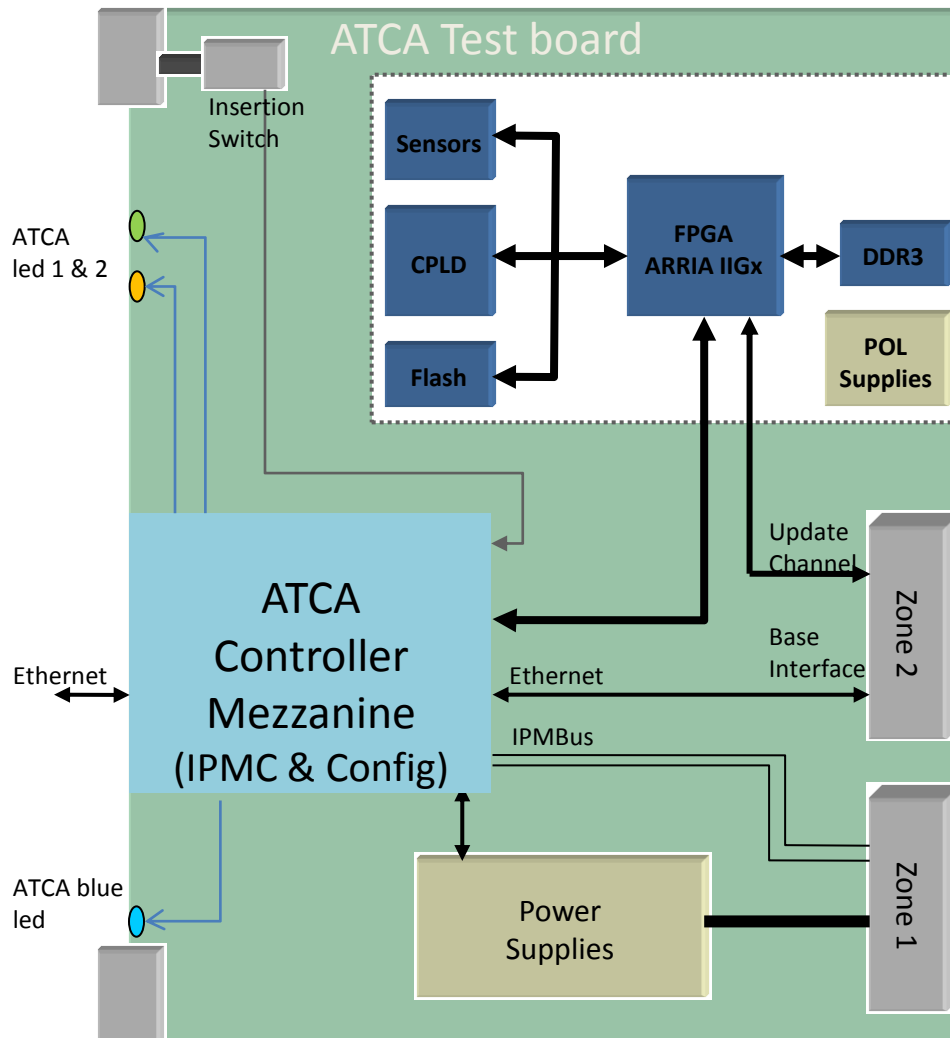 ATCA Test board
Insertion
Switch
Sensors
CPLD
Flash
FPGA
ARRIA IIGx
DDR3
POL
Supplies
ATCA
led 1 & 2
Update
Channel
Zone 2
Base
Interface
ATCA
Controller
Mezzanine
(IPMC & Config)
Ethernet
Ethernet
IPMBus
Zone 1
ATCA blue
led
Power
Supplies